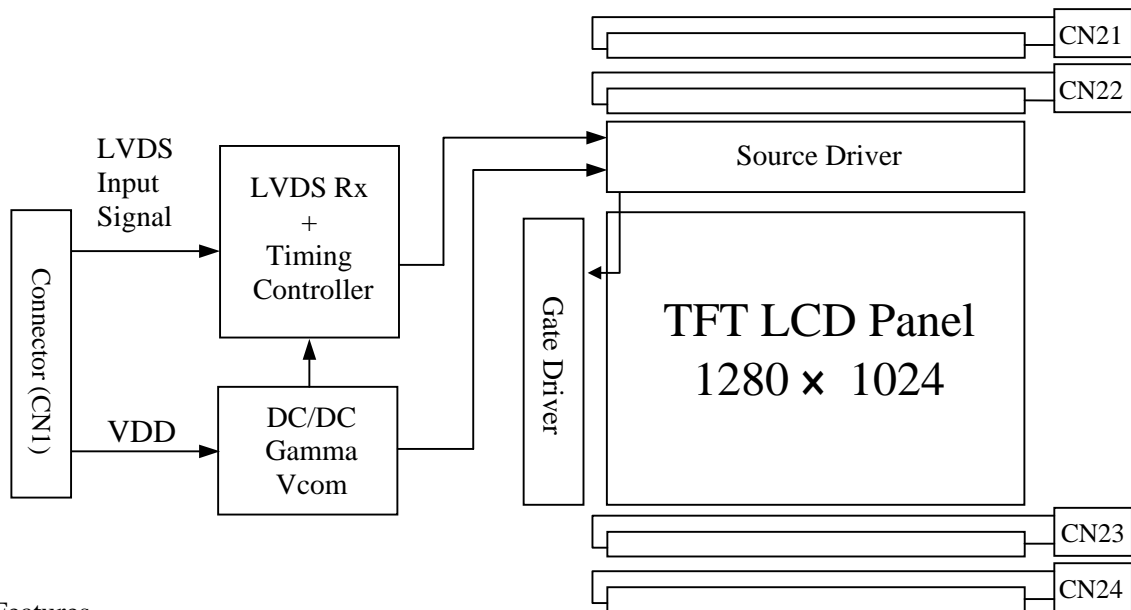 CN21
CN22
LVDS
Input
Signal
LVDS Rx
+
Timing
Controller
Source Driver
Connector (CN1)
Gate Driver
TFT LCD Panel
1280 × 1024
VDD
DC/DC
Gamma
Vcom
CN23
CN24